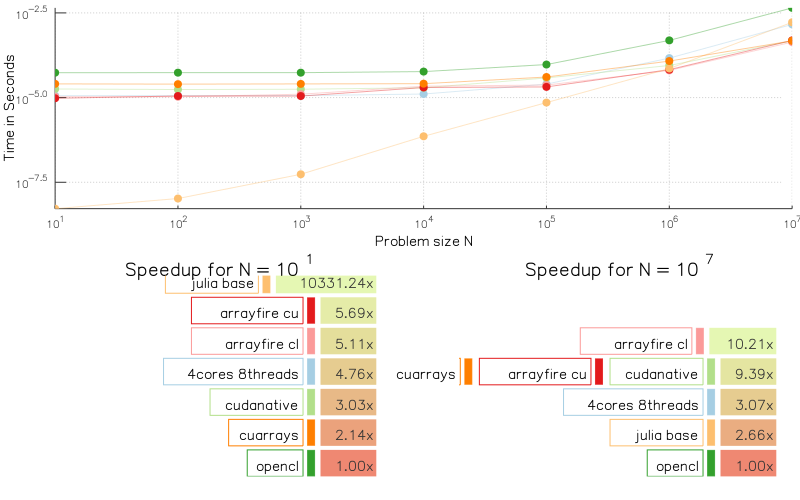 10^-2.5
10^-5.0
10^-7.5
Time in Seconds
10^1 10^2 10^3 10^4 10^5 10^6 10^7
Problem size N
Speedup for N = 10^1
julia base 10331.24x
arrayfire cu 5.69x
arrayfire cl 5.11x
4cores 8threads 4.76x
cudanative 3.03x
cuarrays 2.14x
opencl 1.00x
Speedup for N = 10^7
arrayfire cl 10.21x
cuarrays arrayfire cu cudanative 9.39x
4cores 8threads 3.07x
julia base 2.66x
opencl 1.00x